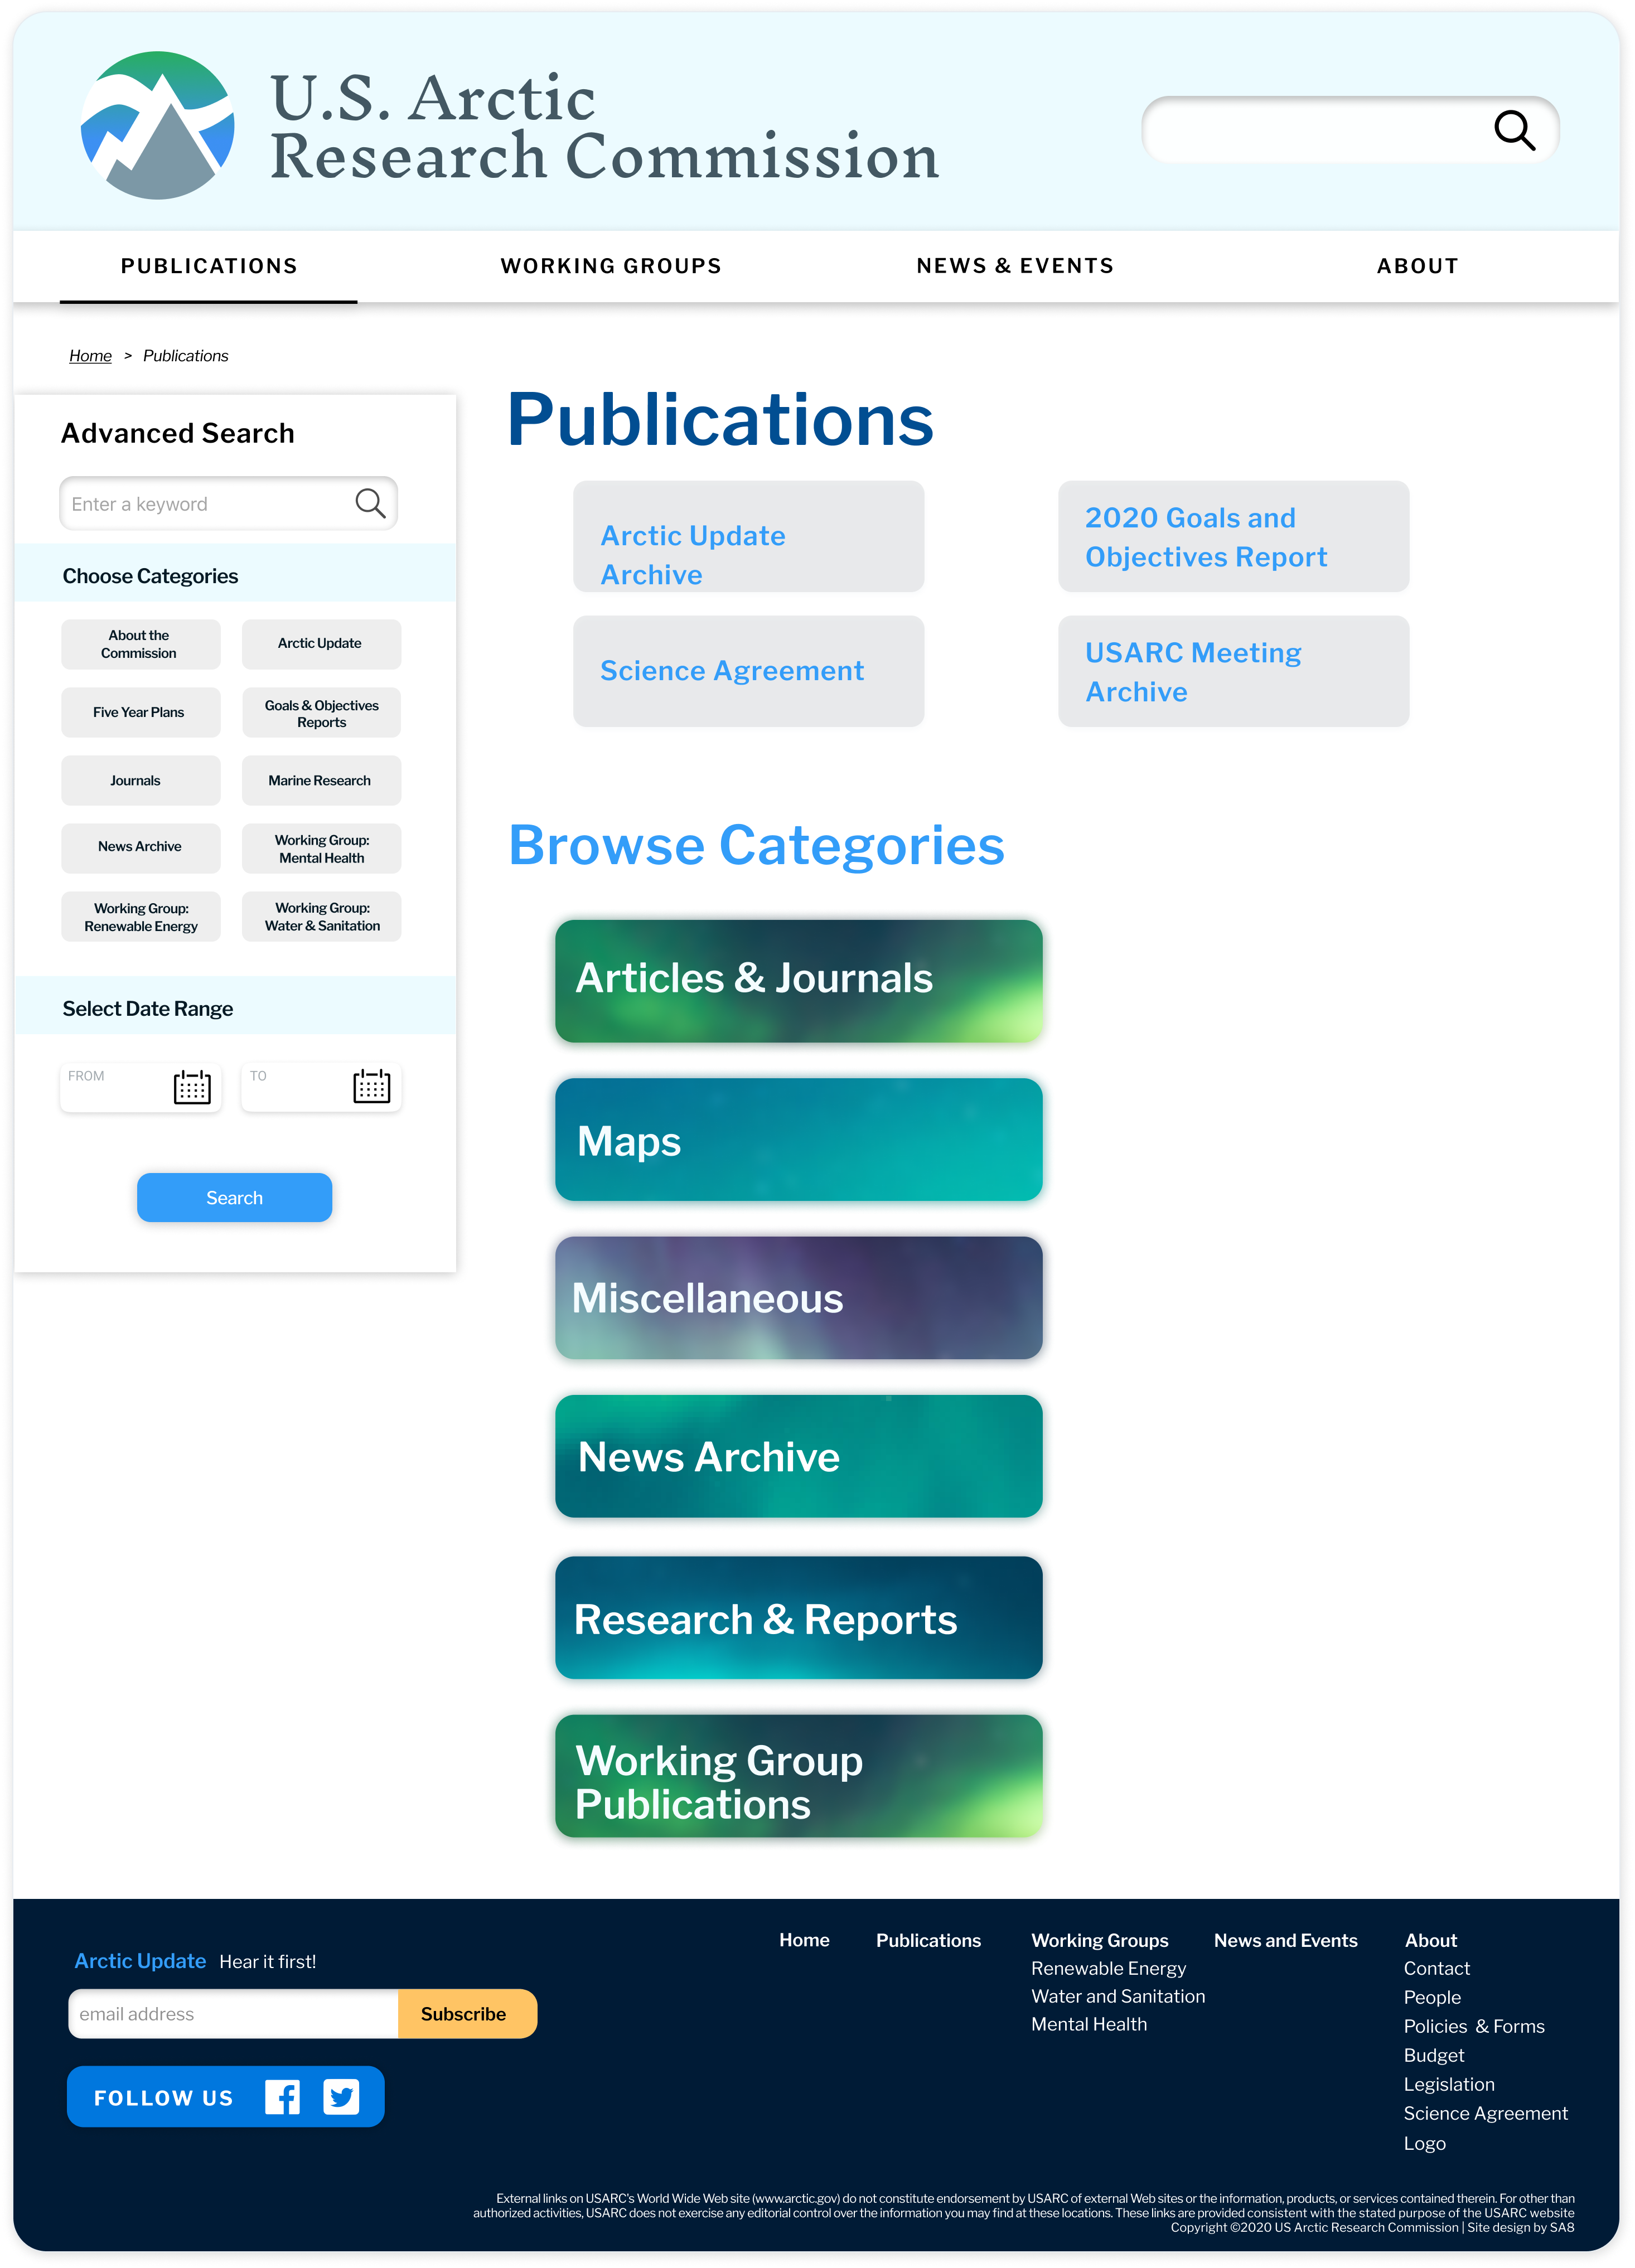 U.S. Arctic
Research Commission
PUBLICATIONS
WORKING GROUPS
NEWS & EVENTS
ABOUT
Home > Publications
Advanced Search
Enter a keyword
Choose Categories
About the
Commission
Arctic Update
Five Year Plans
Goals & Objectives
Reports
Journals
Marine Research
News Archive
Working Group:
Mental Health
Working Group:
Renewable Energy
Working Group:
Water & Sanitation
Select Date Range
FROM
TO
Search
Publications
Arctic Update
Archive
2020 Goals and
Objectives Report
Science Agreement
USARC Meeting
Archive
Browse Categories
Articles & Journals
Maps
Miscellaneous
News Archive
Research & Reports
Working Group
Publications
Arctic Update Hear it first!
email address
Subscribe
FOLLOW US
Home
Publications
Working Groups
Renewable Energy
Water and Sanitation
Mental Health
News and Events
About
Contact
People
Policies & Forms
Budget
Legislation
Science Agreement
Logo
External links on USARC's World Wide Web site (www.arctic.gov) do not constitute endorsement by USARC of external Web sites or the information, products, or services contained therein. For other than
authorized activities, USARC does not exercise any editorial control over the information you may find at these locations. These links are provided consistent with the stated purpose of the USARC website
Copyright ©2020 US Arctic Research Commission | Site design by SA8